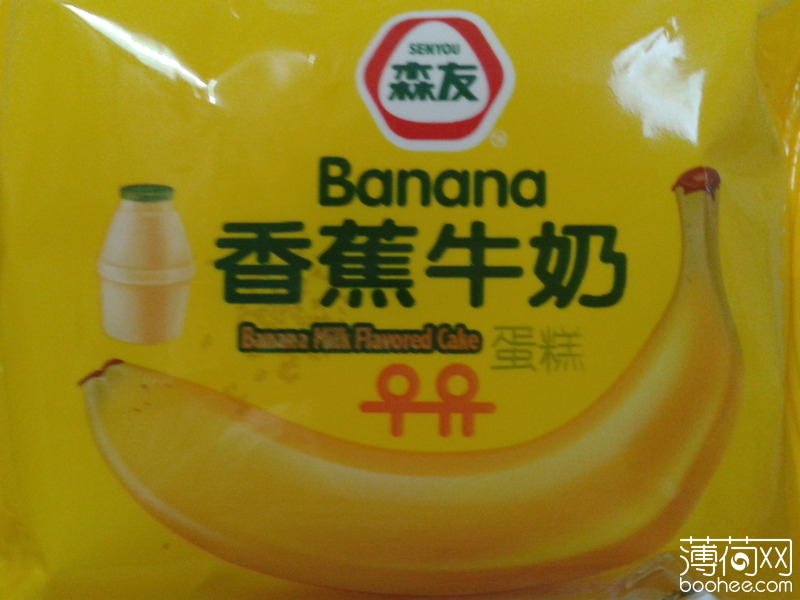 SENYOU
森友
Banana
香蕉牛奶
Banana Milk Flavored Cake 蛋糕
우유
薄荷网
boohee.com